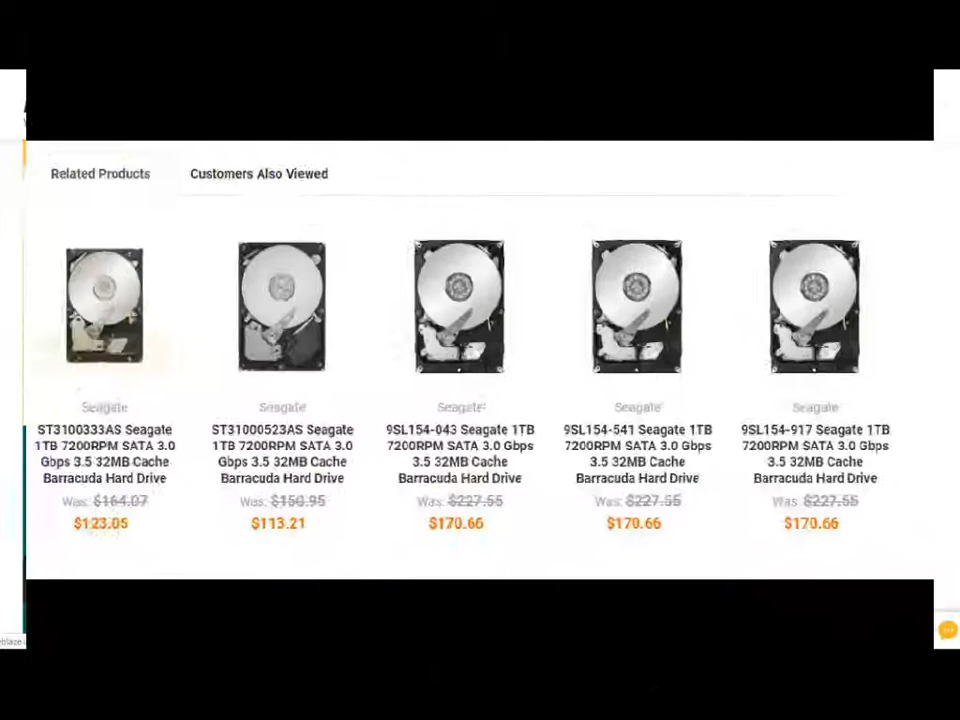 Related Products Customers Also Viewed
Seagate Seagate Seagate Seagate Seagate
ST3100333AS Seagate
1TB 7200RPM SATA 3.0
Gbps 3.5 32MB Cache
Barracuda Hard Drive
Was: $164.07
$123.05
ST31000523AS Seagate
1TB 7200RPM SATA 3.0
Gbps 3.5 32MB Cache
Barracuda Hard Drive
Was: $150.95
$113.21
9SL154-043 Seagate 1TB
7200RPM SATA 3.0 Gbps
3.5 32MB Cache
Barracuda Hard Drive
Was: $227.55
$170.66
9SL154-541 Seagate 1TB
7200RPM SATA 3.0 Gbps
3.5 32MB Cache
Barracuda Hard Drive
Was: $227.55
$170.66
9SL154-917 Seagate 1TB
7200RPM SATA 3.0 Gbps
3.5 32MB Cache
Barracuda Hard Drive
Was: $227.55
$170.66